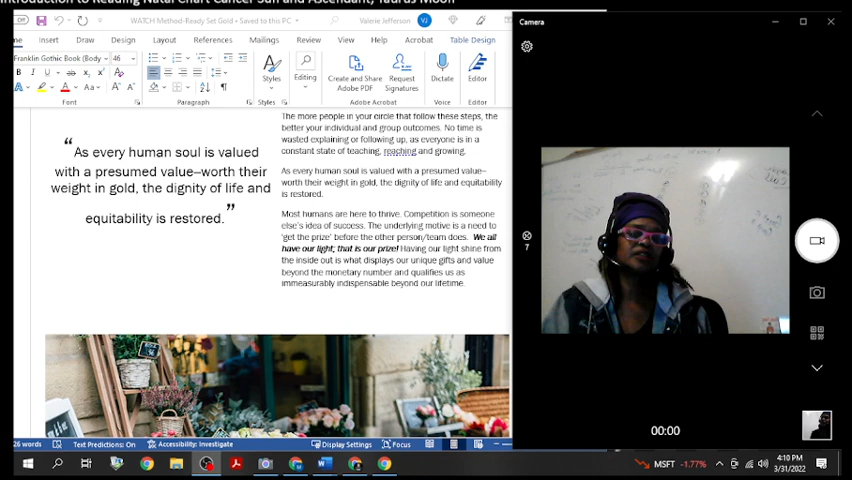 Introduction to Reading Natal Chart Cancer Sun and Ascendant, Taurus Moon
WATCH Method-Ready Set Gold • Saved to this PC
Valerie Jefferson
VJ
Camera
Insert Draw Design Layout References Mailings Review View Help Acrobat Table Design
Franklin Gothic Book (Body 46
Styles
Editing
Create and Share Adobe PDF
Request Signatures
Dictate
Editor
Font
Paragraph
Styles
Adobe Acrobat
Voice
Editor
“As every human soul is valued
with a presumed value–worth their
weight in gold, the dignity of life and
equitability is restored.”
The more people in your circle that follow these steps, the
better your individual and group outcomes. No time is
wasted explaining or following up, as everyone is in a
constant state of teaching, reaching and growing.
As every human soul is valued with a presumed value–
worth their weight in gold, the dignity of life and equitability
is restored.
Most humans are here to thrive. Competition is someone
else's idea of success. The underlying motive is a need to
'get the prize' before the other person/team does. We all
have our light; that is our prize! Having our light shine from
the inside out is what displays our unique gifts and value
beyond the monetary number and qualifies us as
immeasurably indispensable beyond our lifetime.
7
00:00
26 words
Text Predictions: On
Accessibility: Investigate
Display Settings
Focus
MSFT -1.77%
4:10 PM
3/31/2022